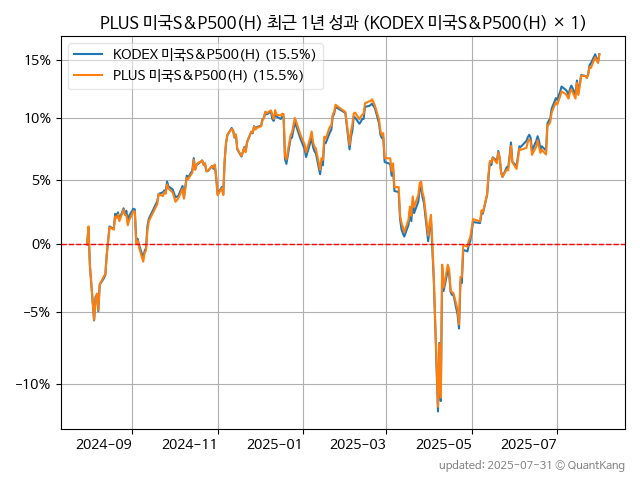 PLUS 미국S&P500(H) 최근 1년 성과 (KODEX 미국S&P500(H) × 1)
KODEX 미국S&P500(H) (15.5%)
PLUS 미국S&P500(H) (15.5%)
15%
10%
5%
0%
−5%
−10%
2024-09 2024-11 2025-01 2025-03 2025-05 2025-07
updated: 2025-07-31 © QuantKang